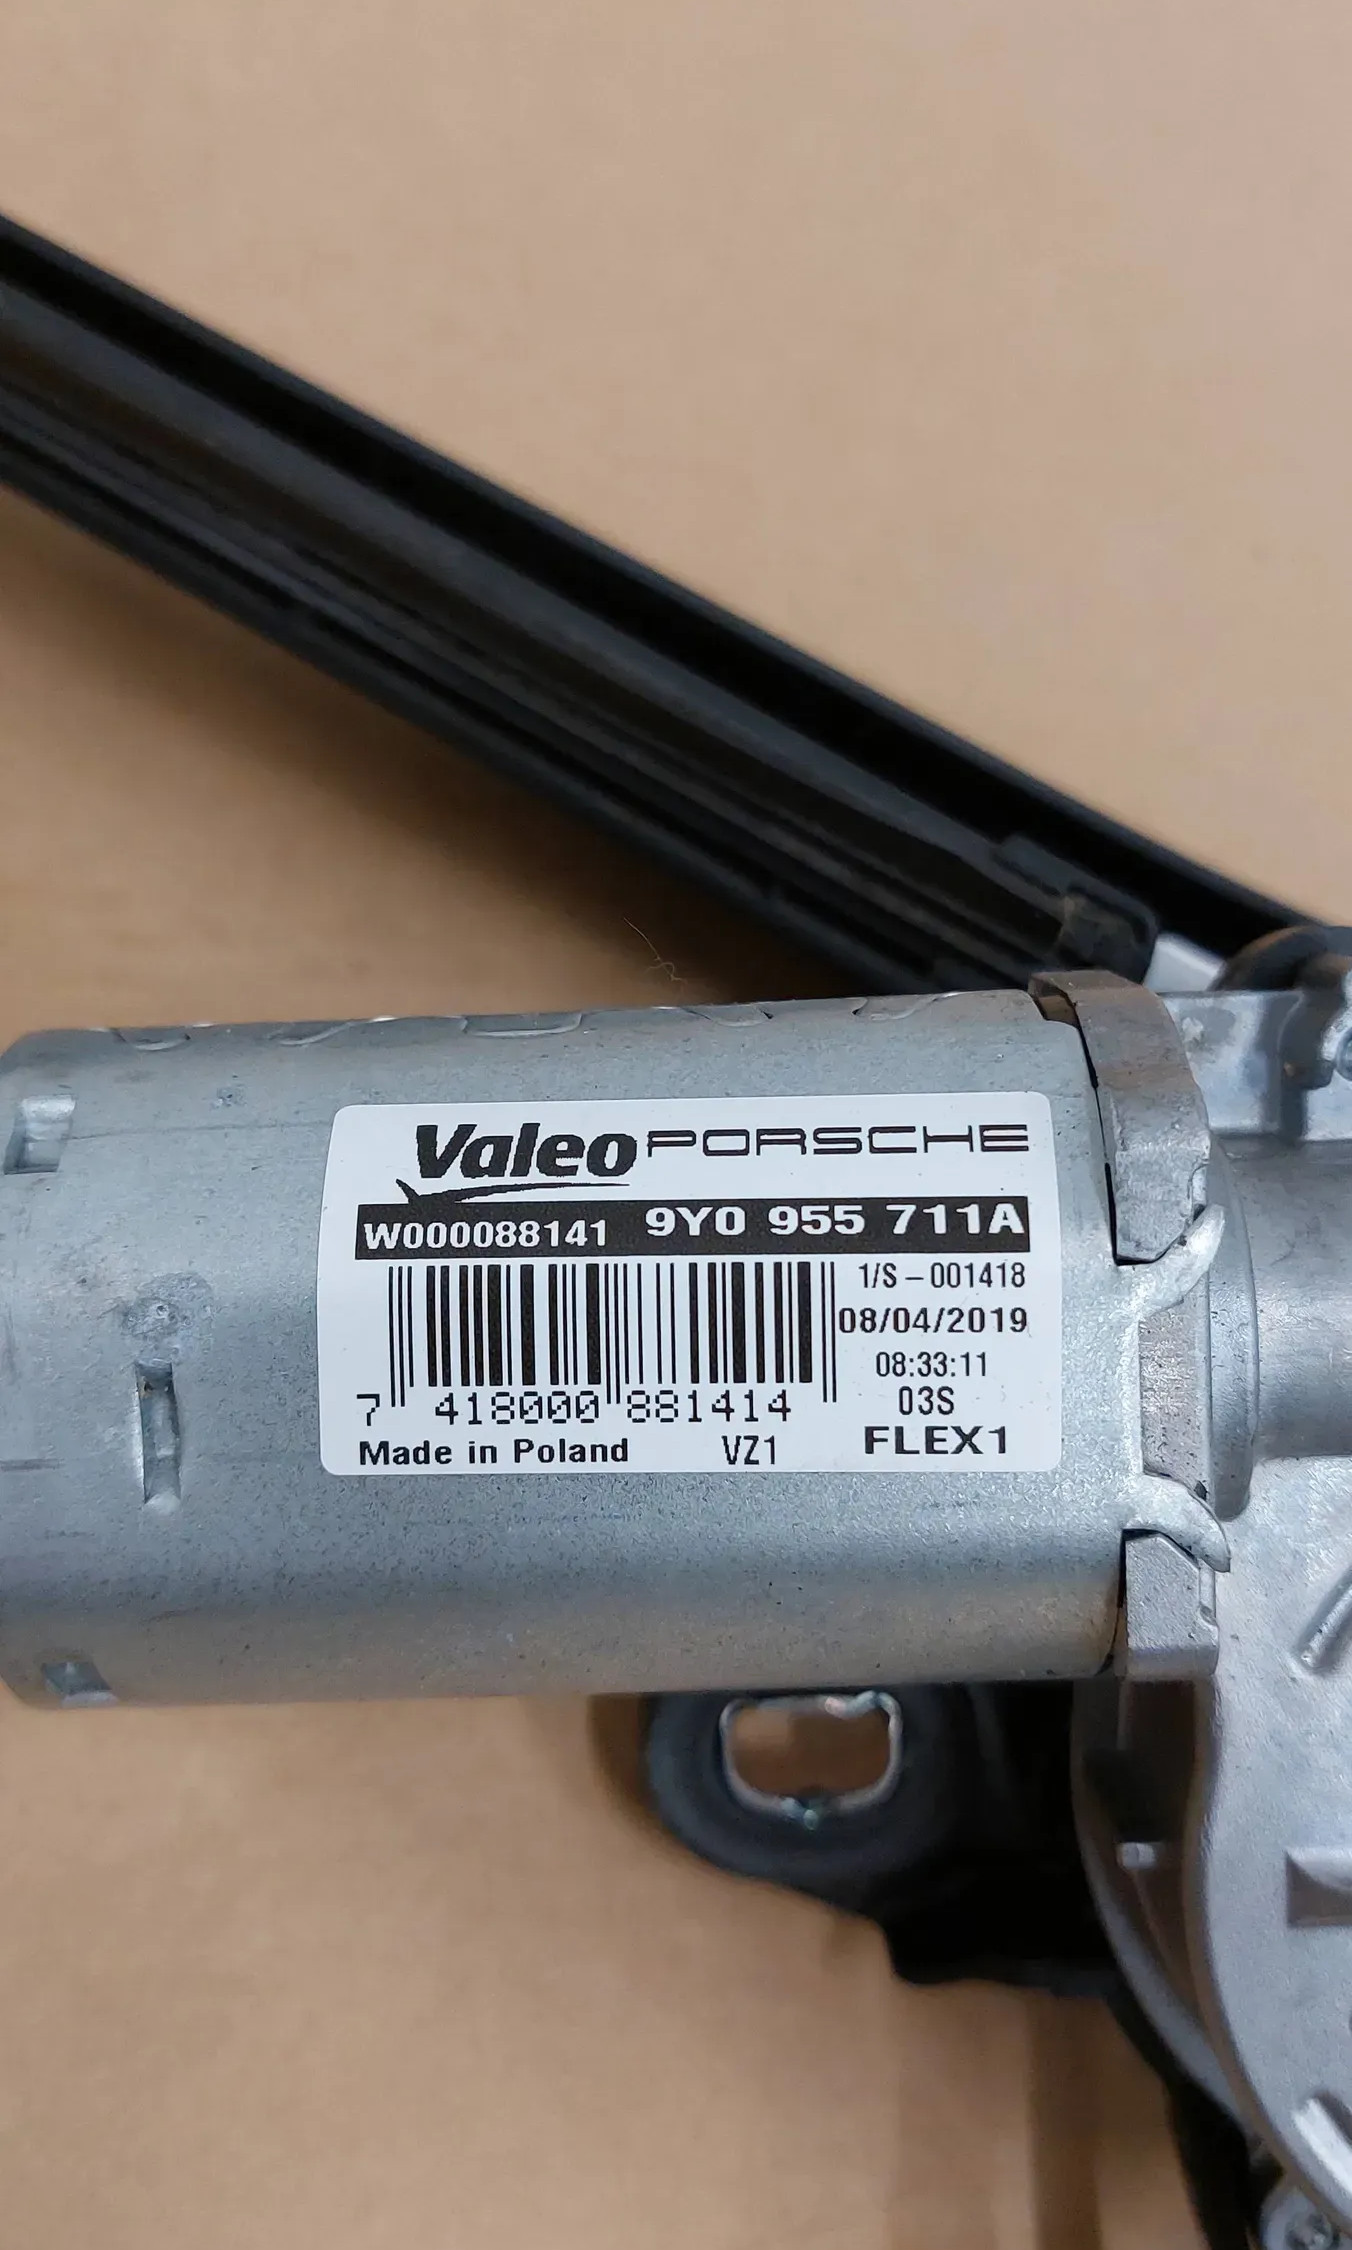 Valeo PORSCHE
W000088141 9Y0 955 711A
1/S - 001418
08/04/2019
08:33:11
03S
7 418000 881414
Made in Poland VZ1 FLEX1